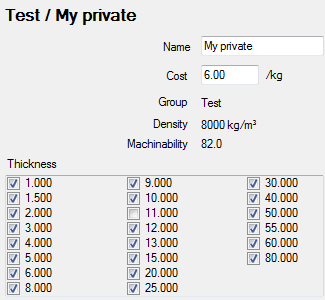 Test / My private
Name My private
Cost 6.00 /kg
Group Test
Density 8000 kg/m³
Machinability 82.0
Thickness
1.000 9.000 30.000
1.500 10.000 40.000
2.000 11.000 50.000
3.000 12.000 55.000
4.000 13.000 60.000
5.000 15.000 80.000
6.000 20.000
8.000 25.000